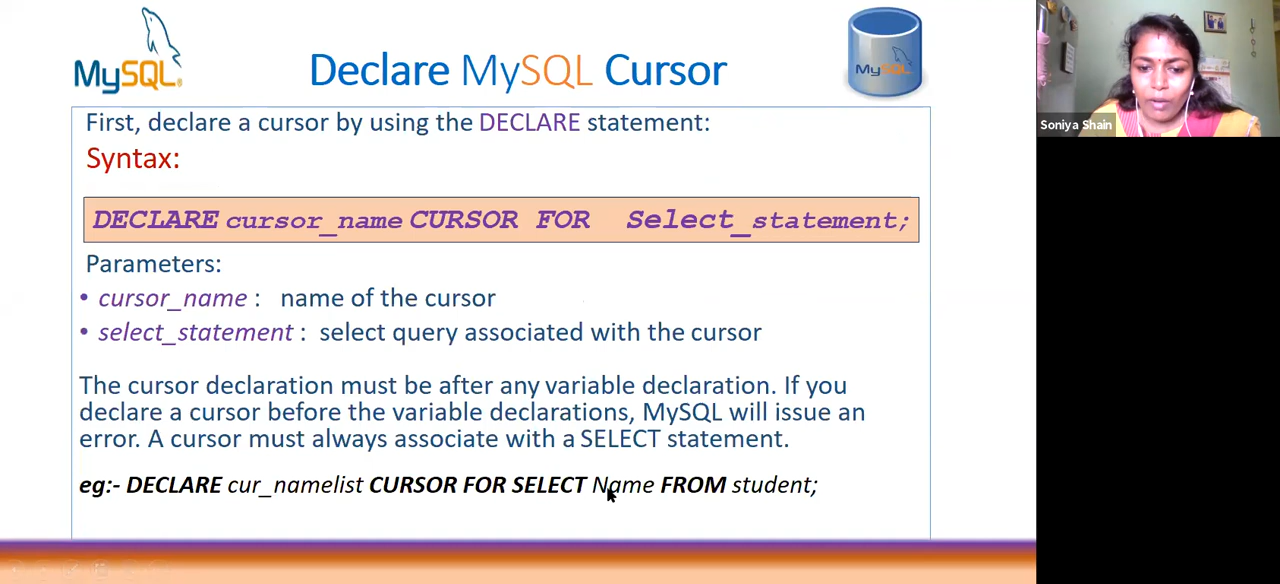 MySQL
Declare MySQL Cursor
MySQL
Soniya Shain
First, declare a cursor by using the DECLARE statement:
Syntax:
DECLARE cursor_name CURSOR FOR Select_statement;
Parameters:
• cursor_name : name of the cursor
• select_statement : select query associated with the cursor
The cursor declaration must be after any variable declaration. If you
declare a cursor before the variable declarations, MySQL will issue an
error. A cursor must always associate with a SELECT statement.
eg:- DECLARE cur_namelist CURSOR FOR SELECT Name FROM student;